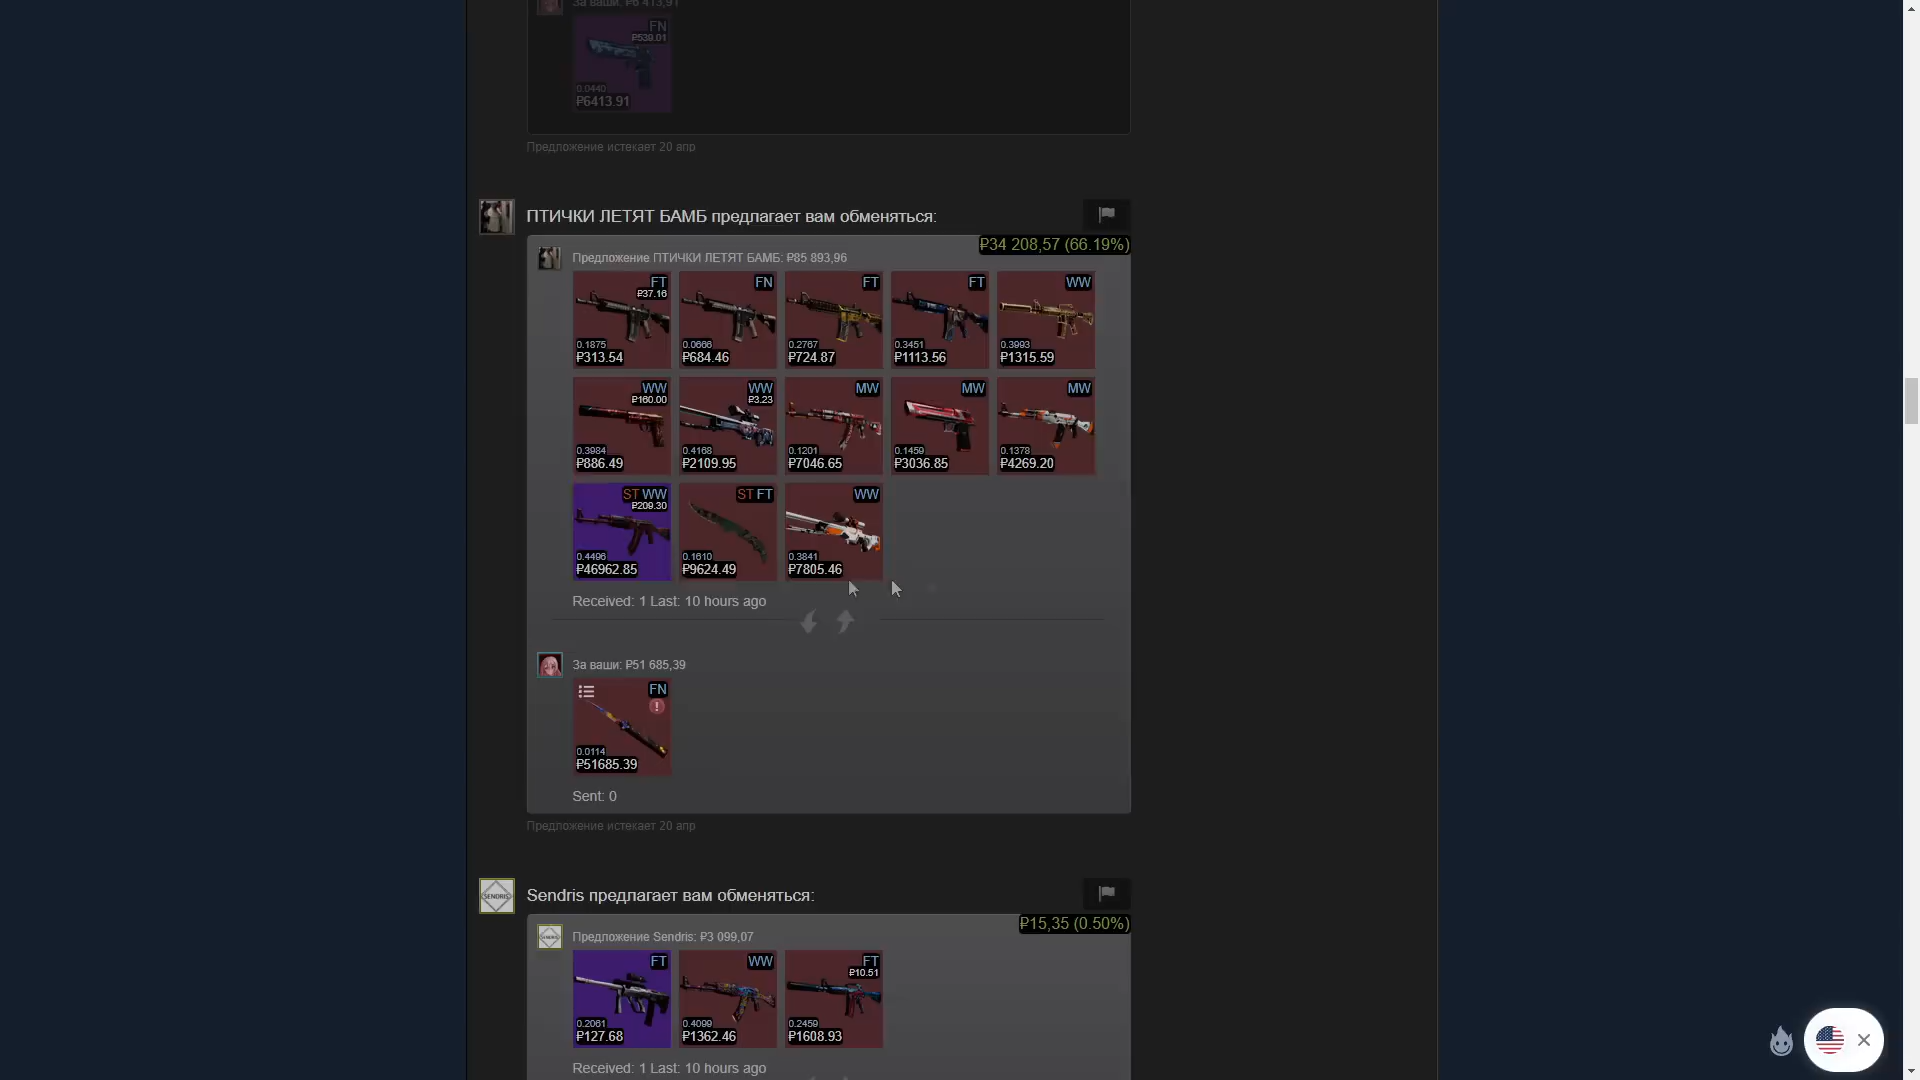 За ваши: ₽6 413,91
FN
₽539.01
0.0440
₽6413.91
Предложение истекает 20 апр
ПТИЧКИ ЛЕТЯТ БАМБ предлагает вам обменяться:
₽34 208,57 (66.19%)
Предложение ПТИЧКИ ЛЕТЯТ БАМБ: ₽85 893,96
FT FN FT FT WW
₽37.16
0.1875 0.0666 0.2767 0.3451 0.3993
₽313.54 ₽684.46 ₽724.87 ₽1113.56 ₽1315.59
WW WW MW MW MW
₽160.00 ₽3.23
0.3984 0.4168 0.1201 0.1459 0.1378
₽886.49 ₽2109.95 ₽7046.65 ₽3036.85 ₽4269.20
ST WW ST FT WW
₽209.30
0.4496 0.1610 0.3841
₽46962.85 ₽9624.49 ₽7805.46
Received: 1 Last: 10 hours ago
За ваши: ₽51 685,39
FN
!
0.0114
₽51685.39
Sent: 0
Предложение истекает 20 апр
Sendris предлагает вам обменяться:
₽15,35 (0.50%)
Предложение Sendris: ₽3 099,07
FT WW FT
₽10.51
0.2061 0.4099 0.2459
₽127.68 ₽1362.46 ₽1608.93
Received: 1 Last: 10 hours ago